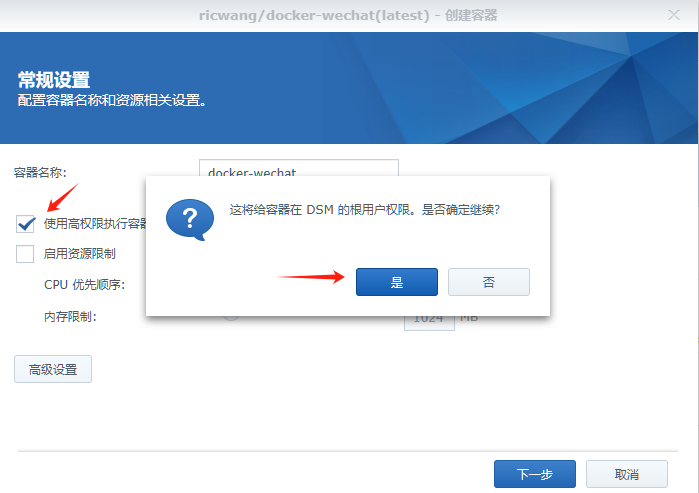 ricwang/docker-wechat(latest) - 创建容器
常规设置
配置容器名称和资源相关设置。
容器名称:
docker-wechat
使用高权限执行容器
这将给容器在 DSM 的根用户权限。是否确定继续?
启用资源限制
CPU 优先顺序:
是
否
内存限制:
1024 MB
高级设置
下一步
取消